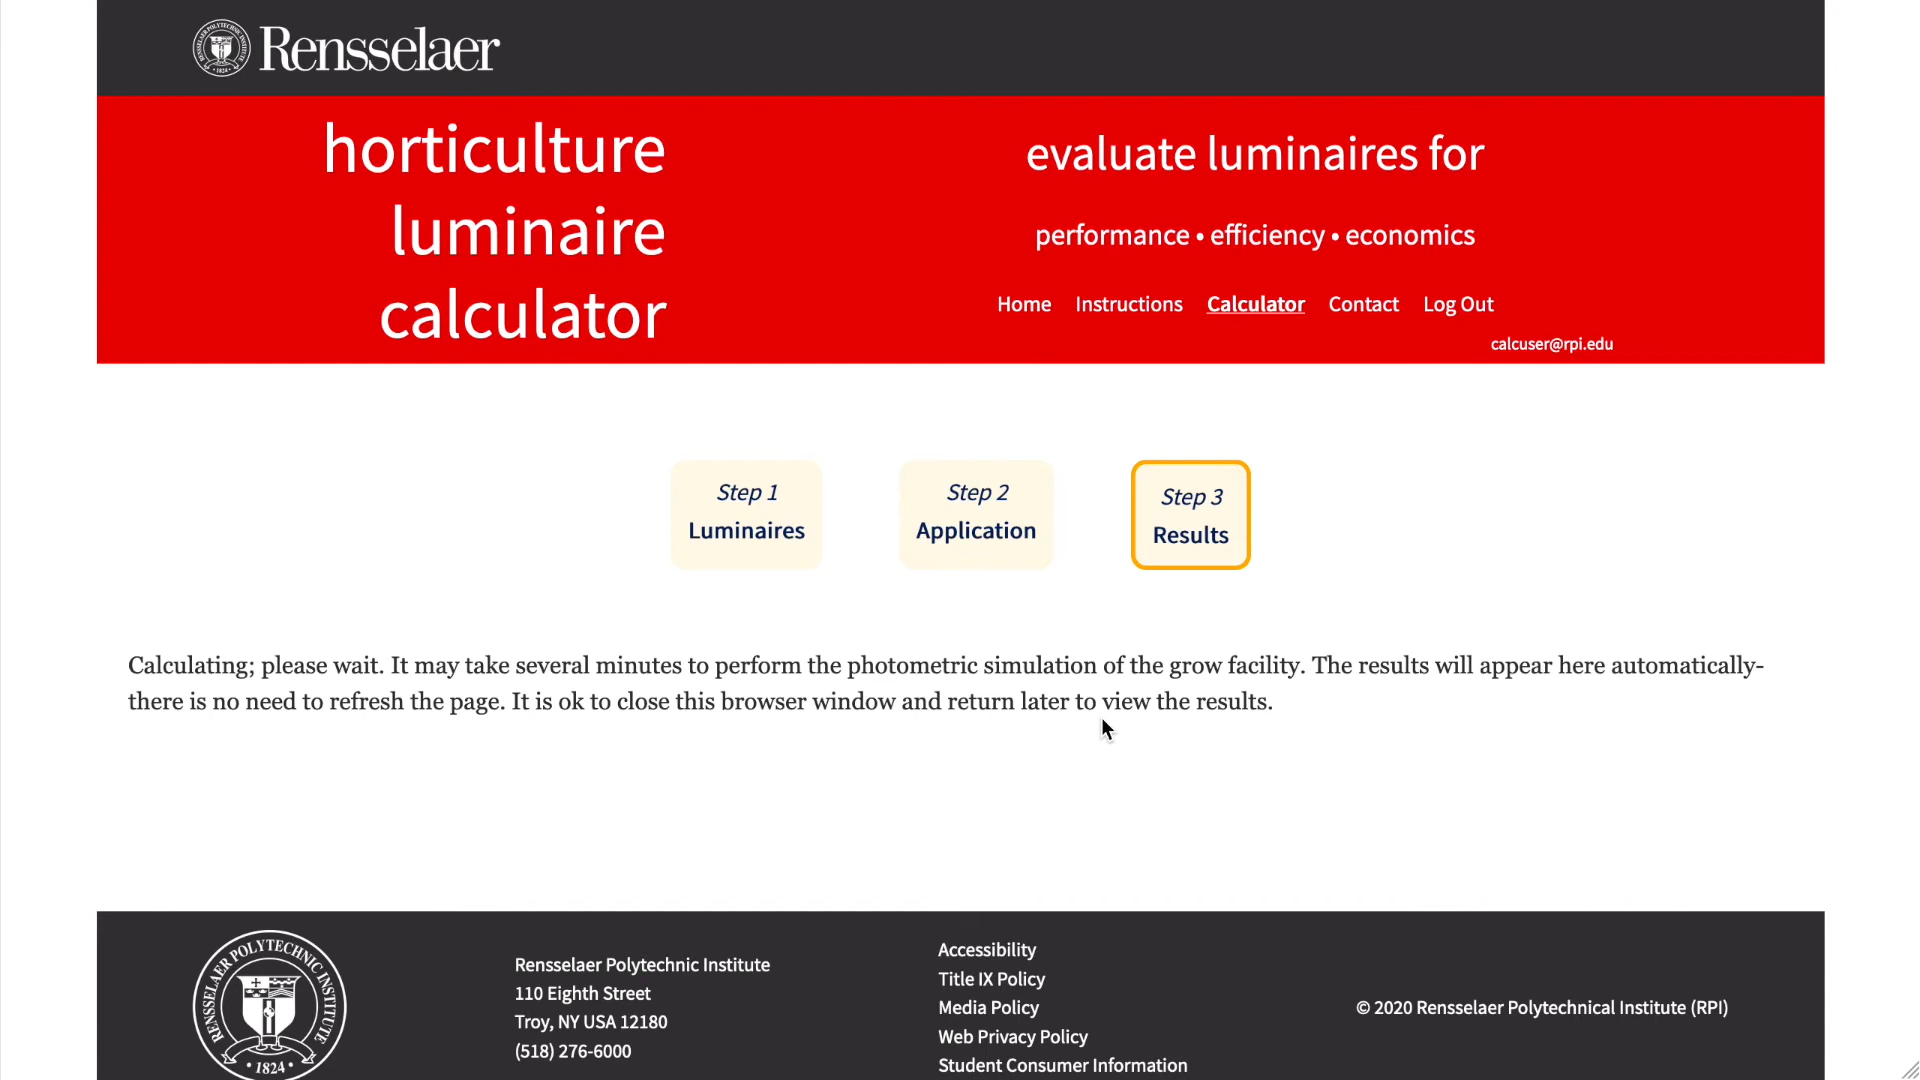 Rensselaer
horticulture
luminaire
calculator
evaluate luminaires for
performance • efficiency • economics
Home Instructions Calculator Contact Log Out
calcuser@rpi.edu
Step 1
Luminaires
Step 2
Application
Step 3
Results
Calculating; please wait. It may take several minutes to perform the photometric simulation of the grow facility. The results will appear here automatically-
there is no need to refresh the page. It is ok to close this browser window and return later to view the results.
RENSSELAER POLYTECHNIC INSTITUTE
• 1824 •
Rensselaer Polytechnic Institute
110 Eighth Street
Troy, NY USA 12180
(518) 276-6000
Accessibility
Title IX Policy
Media Policy
Web Privacy Policy
Student Consumer Information
© 2020 Rensselaer Polytechnical Institute (RPI)